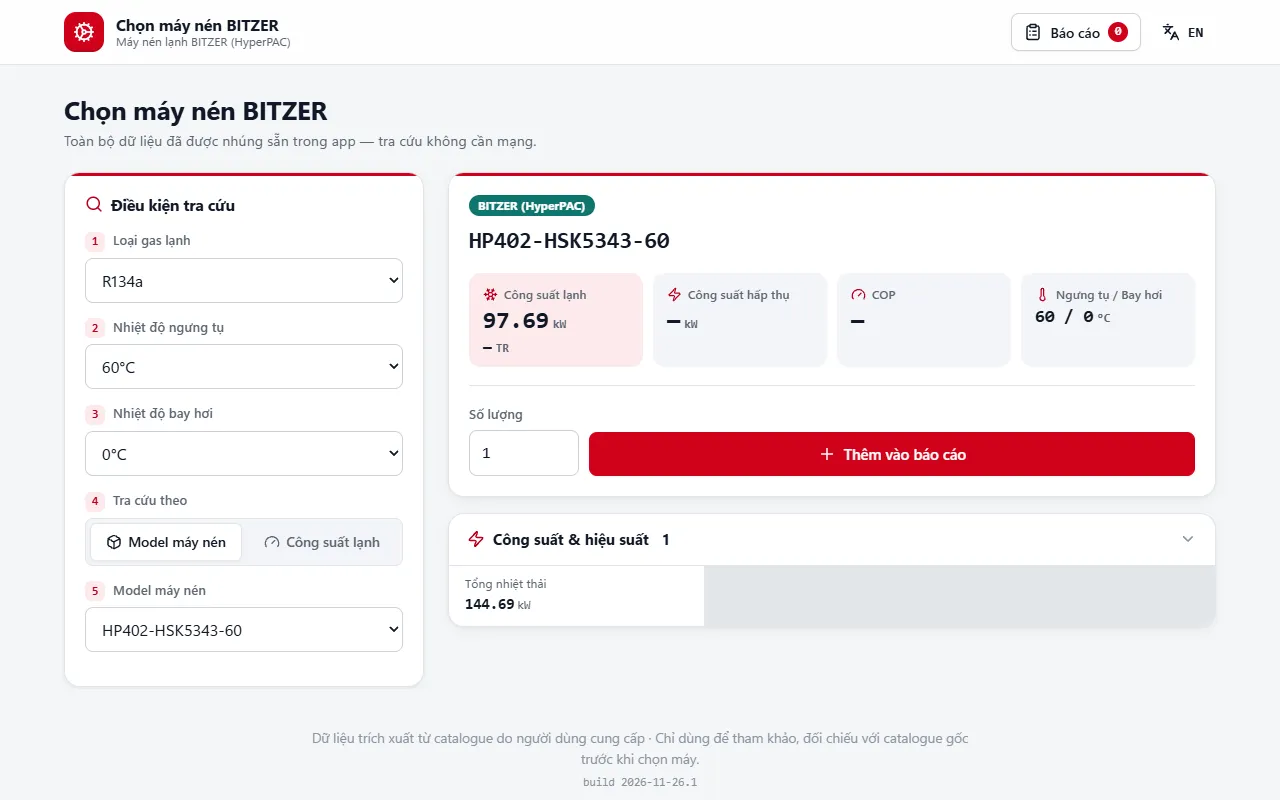 Chọn máy nén BITZER
Máy nén lạnh BITZER (HyperPAC)
Báo cáo 0
EN
Chọn máy nén BITZER
Toàn bộ dữ liệu đã được nhúng sẵn trong app — tra cứu không cần mạng.
Điều kiện tra cứu
1 Loại gas lạnh
R134a
2 Nhiệt độ ngưng tụ
60°C
3 Nhiệt độ bay hơi
0°C
4 Tra cứu theo
Model máy nén
Công suất lạnh
5 Model máy nén
HP402-HSK5343-60
BITZER (HyperPAC)
HP402-HSK5343-60
Công suất lạnh
97.69 kW
— TR
Công suất hấp thụ
— kW
COP
—
Ngưng tụ / Bay hơi
60 / 0 °C
Số lượng
1
Thêm vào báo cáo
Công suất & hiệu suất 1
Tổng nhiệt thải
144.69 kW
Dữ liệu trích xuất từ catalogue do người dùng cung cấp · Chỉ dùng để tham khảo, đối chiếu với catalogue gốc
trước khi chọn máy.
build 2026-11-26.1